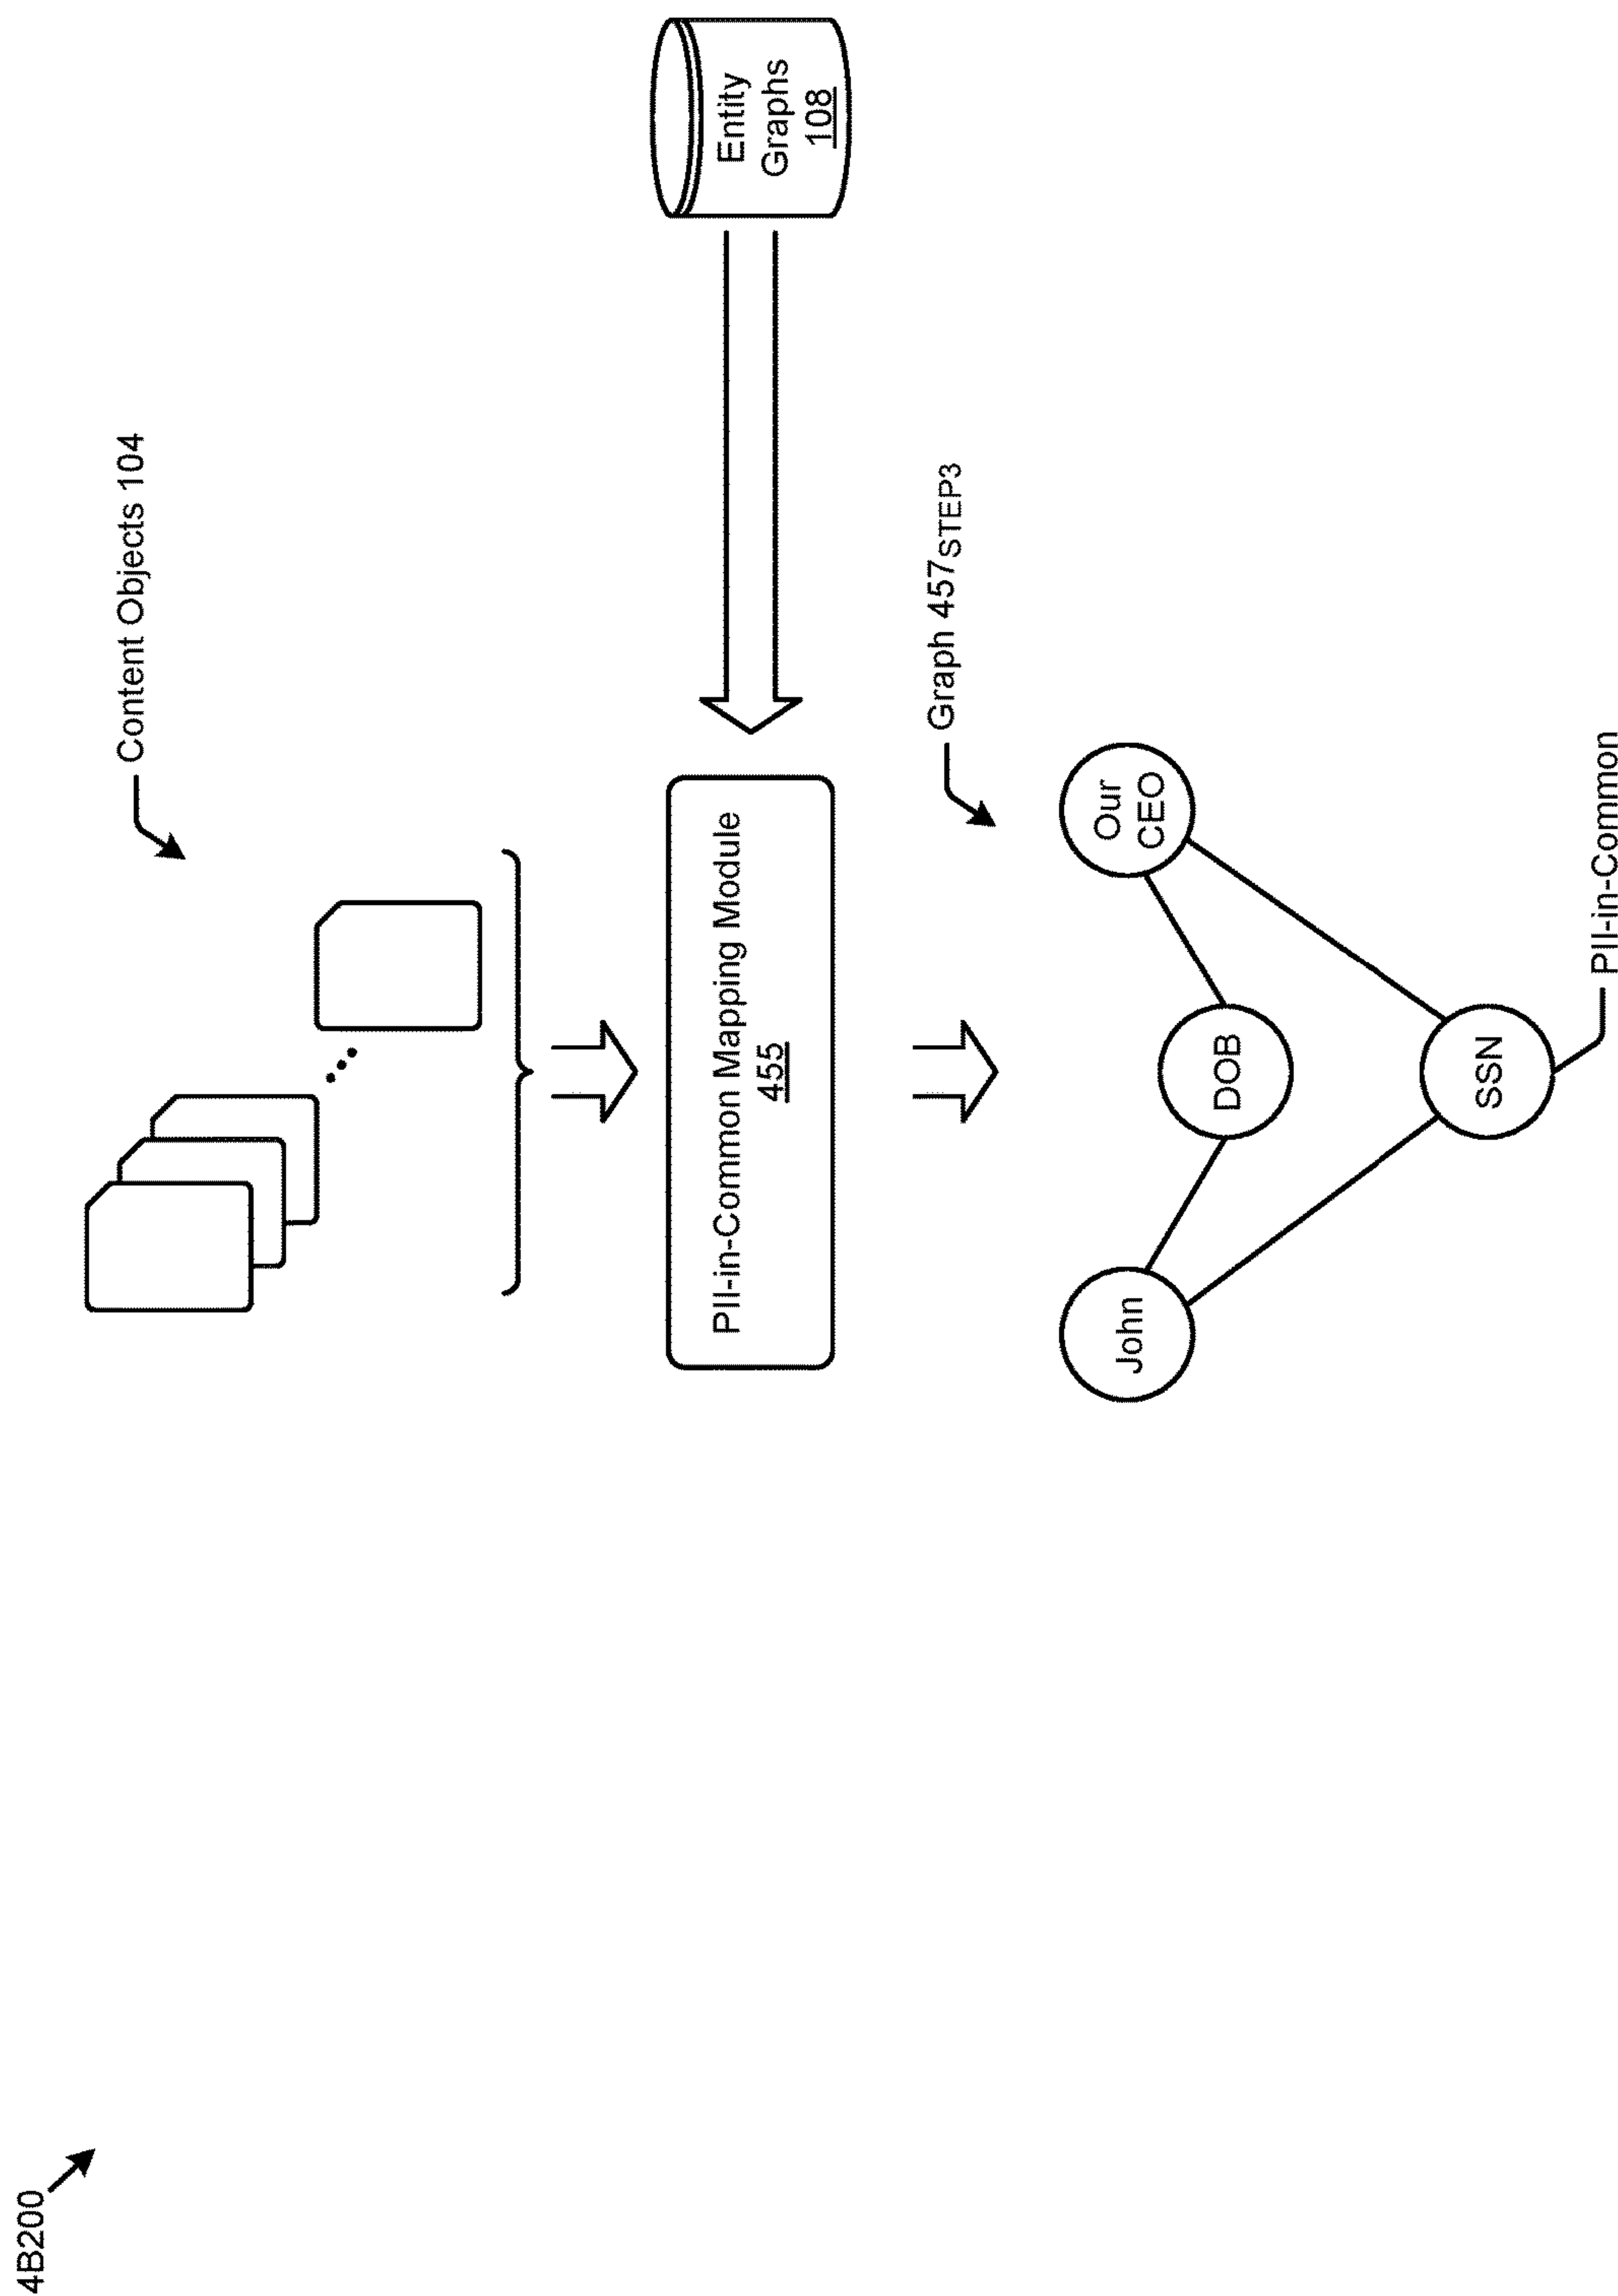 4B200
Content Objects 104
PII-in-Common Mapping Module
455
Entity
Graphs
108
Graph 457STEP3
John
DOB
Our
CEO
SSN
PII-in-Common